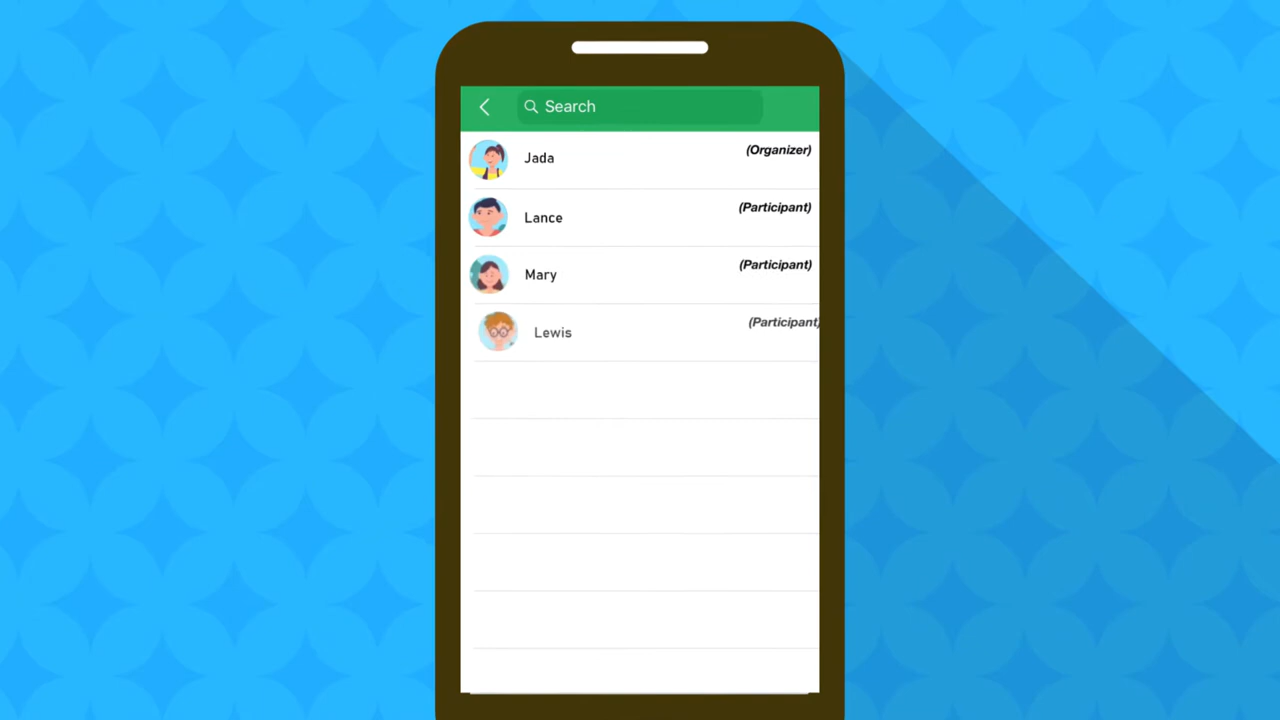 Search
Jada (Organizer)
Lance (Participant)
Mary (Participant)
Lewis (Participant)